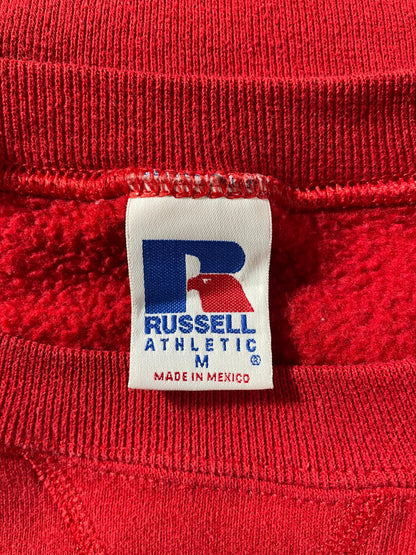 R
RUSSELL
ATHLETIC
M ®
MADE IN MEXICO